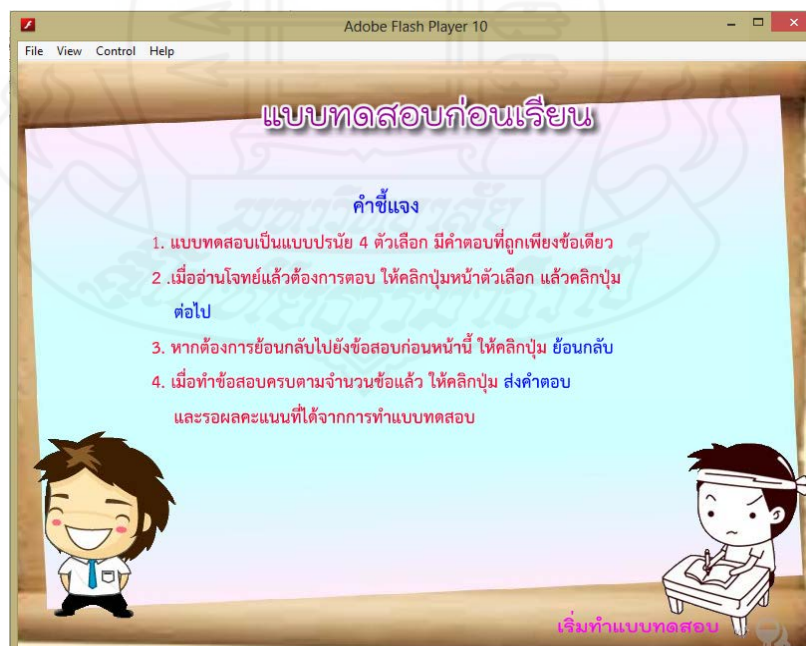 Adobe Flash Player 10
File View Control Help
แบบทดสอบก่อนเรียน
คำชี้แจง
1. แบบทดสอบเป็นแบบปรนัย 4 ตัวเลือก มีคำตอบที่ถูกเพียงข้อเดียว
2 .เมื่ออ่านโจทย์แล้วต้องการตอบ ให้คลิกปุ่มหน้าตัวเลือก แล้วคลิกปุ่ม
ต่อไป
3. หากต้องการย้อนกลับไปยังข้อสอบก่อนหน้านี้ ให้คลิกปุ่ม ย้อนกลับ
4. เมื่อทำข้อสอบครบตามจำนวนข้อแล้ว ให้คลิกปุ่ม ส่งคำตอบ
และรอผลคะแนนที่ได้จากการทำแบบทดสอบ
เริ่มทำแบบทดสอบ